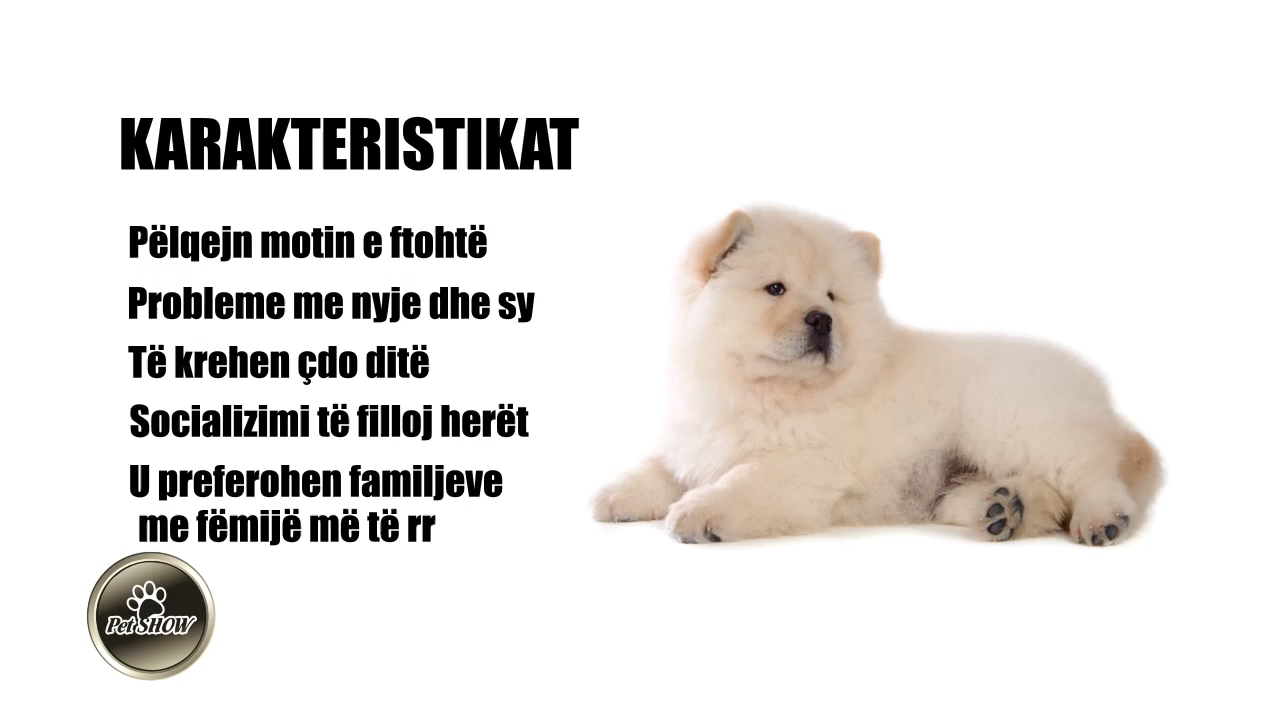 KARAKTERISTIKAT
Pëlqejn motin e ftohtë
Probleme me nyje dhe sy
Të krehen çdo ditë
Socializimi të filloj herët
U preferohen familjeve
me fëmijë më të rr
Pet SHOW